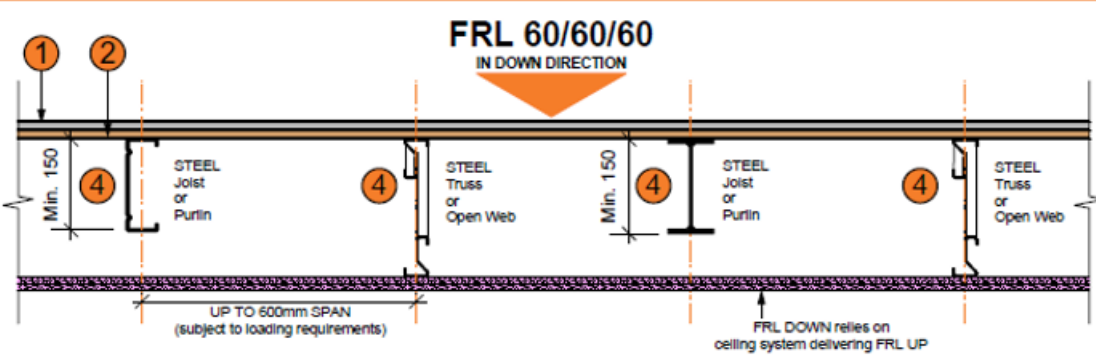 FRL 60/60/60
IN DOWN DIRECTION
1
2
Min. 150
4
STEEL
Joist
or
Purlin
4
STEEL
Truss
or
Open Web
Min. 150
4
STEEL
Joist
or
Purlin
4
STEEL
Truss
or
Open Web
UP TO 600mm SPAN
(subject to loading requirements)
FRL DOWN relies on
ceiling system delivering FRL UP